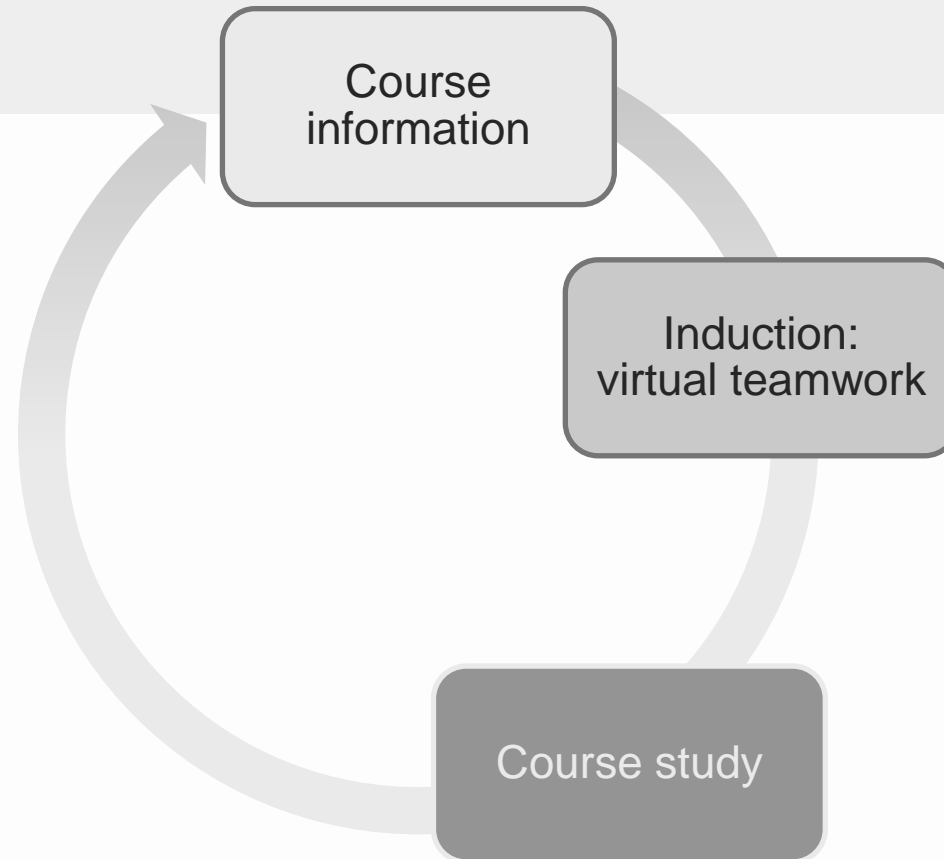 Course
information
Induction:
virtual teamwork
Course study